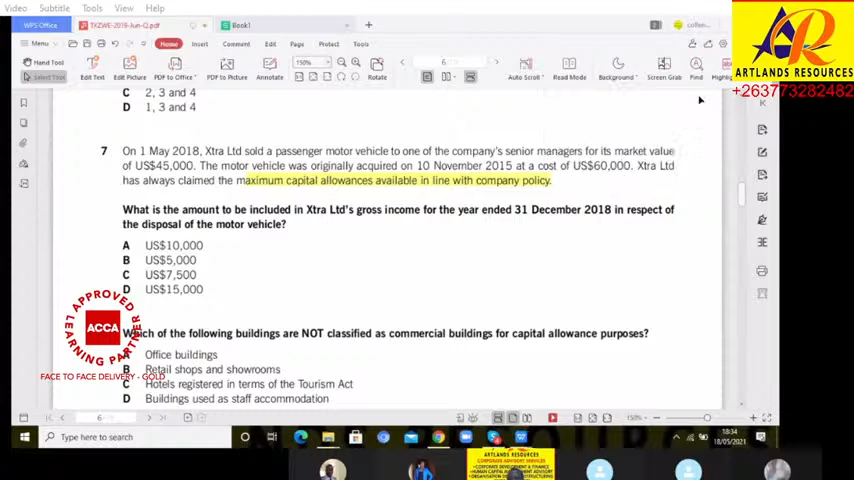 Video Subtitle Tools View Help
WPS Office TXZWE-2019-Jun-Q.pdf Book1
Menu Home Insert Comment Edit Page Protect Tools
Hand Tool 150% 6
Select Tool Edit Text Edit Picture PDF to Office PDF to Picture Annotate Rotate Auto Scroll Read Mode Background Screen Grab Find
ARTLANDS RESOURCES
+263773282482
C 2, 3 and 4
D 1, 3 and 4
7 On 1 May 2018, Xtra Ltd sold a passenger motor vehicle to one of the company's senior managers for its market value
of US$45,000. The motor vehicle was originally acquired on 10 November 2015 at a cost of US$60,000. Xtra Ltd
has always claimed the maximum capital allowances available in line with company policy.
What is the amount to be included in Xtra Ltd's gross income for the year ended 31 December 2018 in respect of
the disposal of the motor vehicle?
A US$10,000
B US$5,000
C US$7,500
D US$15,000
APPROVED
LEARNING PARTNER
ACCA
FACE TO FACE DELIVERY - GOLD
Which of the following buildings are NOT classified as commercial buildings for capital allowance purposes?
A Office buildings
B Retail shops and showrooms
C Hotels registered in terms of the Tourism Act
D Buildings used as staff accommodation
6 150%
Type here to search
18:34
18/05/2021
ARTLANDS RESOURCES
CORPORATE ADVISORY SERVICES